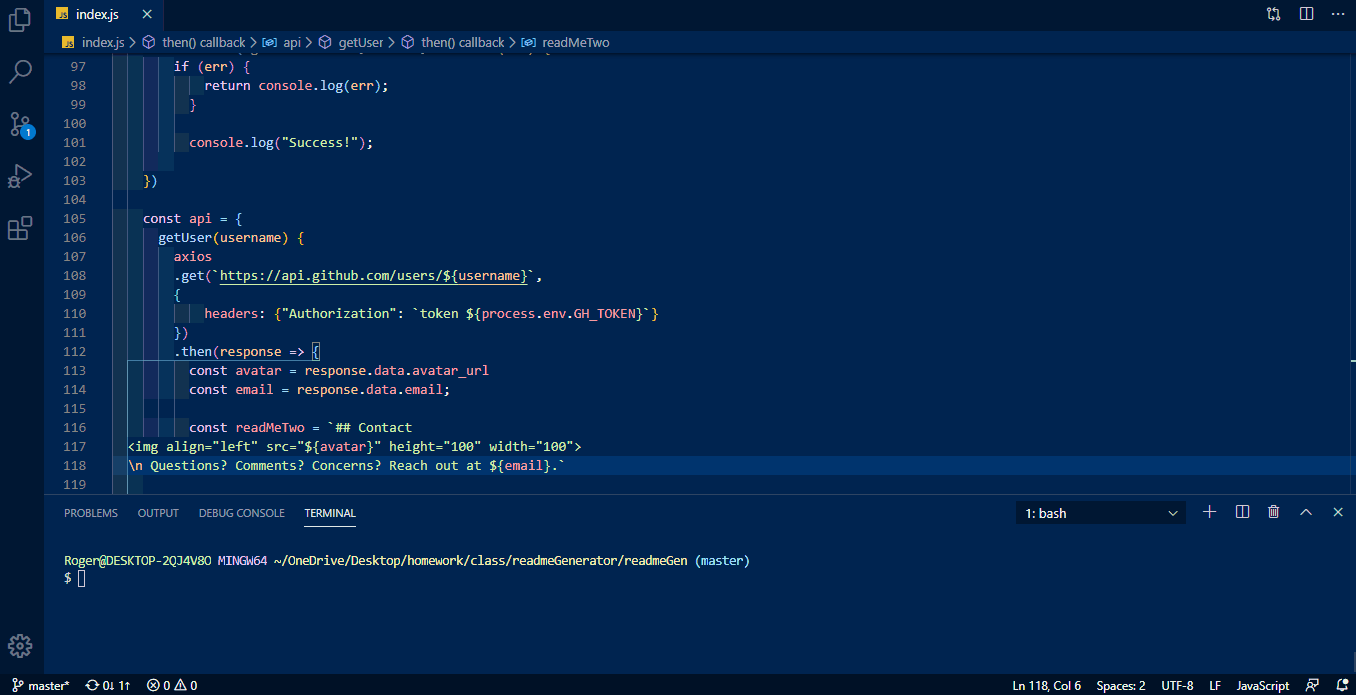 JS index.js
JS index.js > then() callback > api > getUser > then() callback > readMeTwo
97 if (err) {
98 return console.log(err);
99 }
100
101 console.log("Success!");
102
103 })
104
105 const api = {
106 getUser(username) {
107 axios
108 .get(`https://api.github.com/users/${username}`,
109 {
110 headers: {"Authorization": `token ${process.env.GH_TOKEN}`}
111 })
112 .then(response => {
113 const avatar = response.data.avatar_url
114 const email = response.data.email;
115
116 const readMeTwo = `## Contact
117 <img align="left" src="${avatar}" height="100" width="100">
118 \n Questions? Comments? Concerns? Reach out at ${email}.`
119
1
PROBLEMS OUTPUT DEBUG CONSOLE TERMINAL 1: bash
Roger@DESKTOP-2QJ4V8O MINGW64 ~/OneDrive/Desktop/homework/class/readmeGenerator/readmeGen (master)
$
master* 0↓ 1↑ 0 0 Ln 118, Col 6 Spaces: 2 UTF-8 LF JavaScript